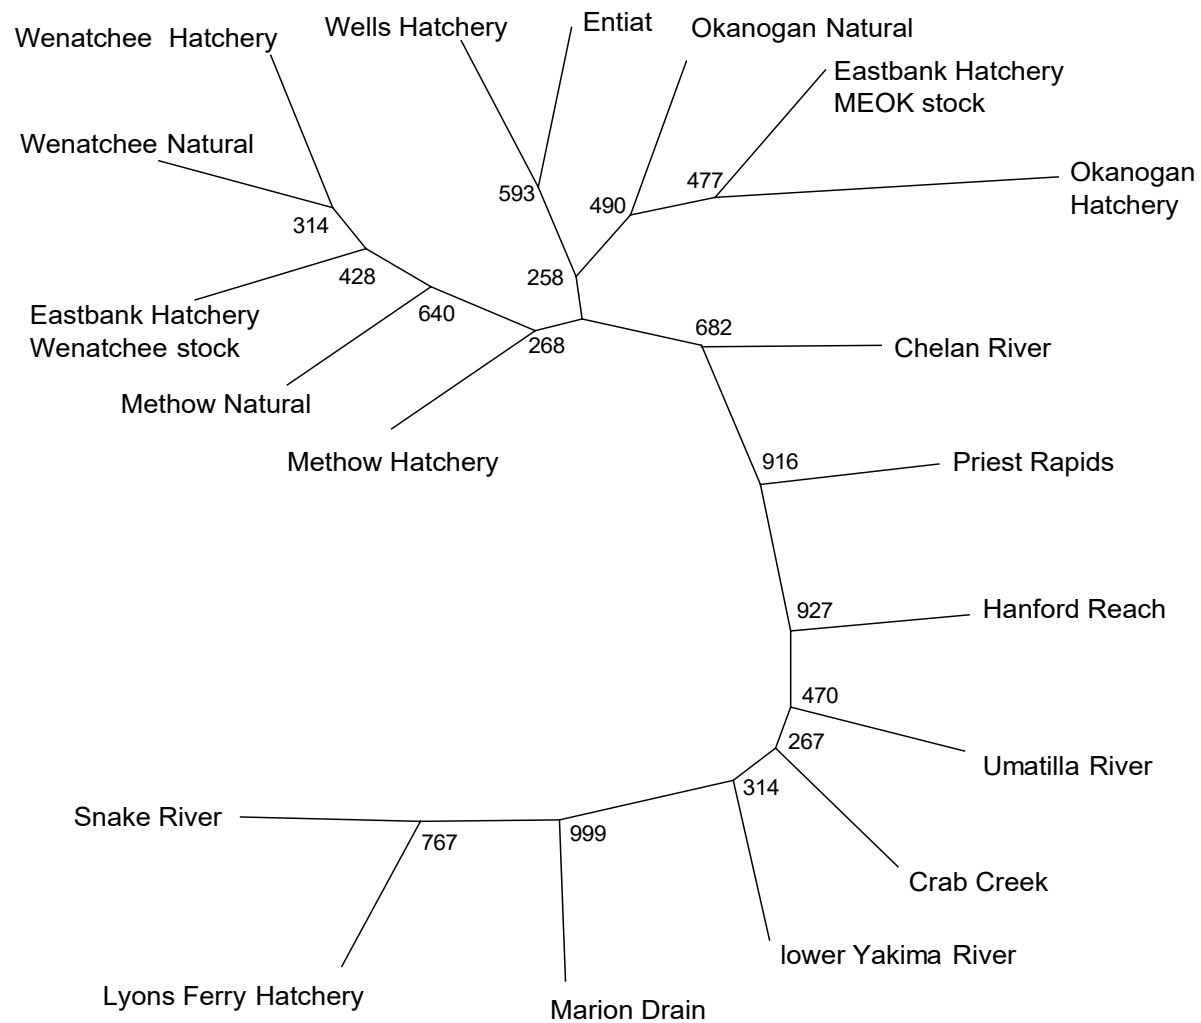 Wells Hatchery
Entiat
Okanogan Natural
Wenatchee Hatchery
Eastbank Hatchery
MEOK stock
Wenatchee Natural
Okanogan
Hatchery
593
490
477
314
428
258
640
268
682
Eastbank Hatchery
Wenatchee stock
Chelan River
Methow Natural
Methow Hatchery
916
Priest Rapids
927
Hanford Reach
470
267
Umatilla River
314
Snake River
767
999
Crab Creek
lower Yakima River
Lyons Ferry Hatchery
Marion Drain